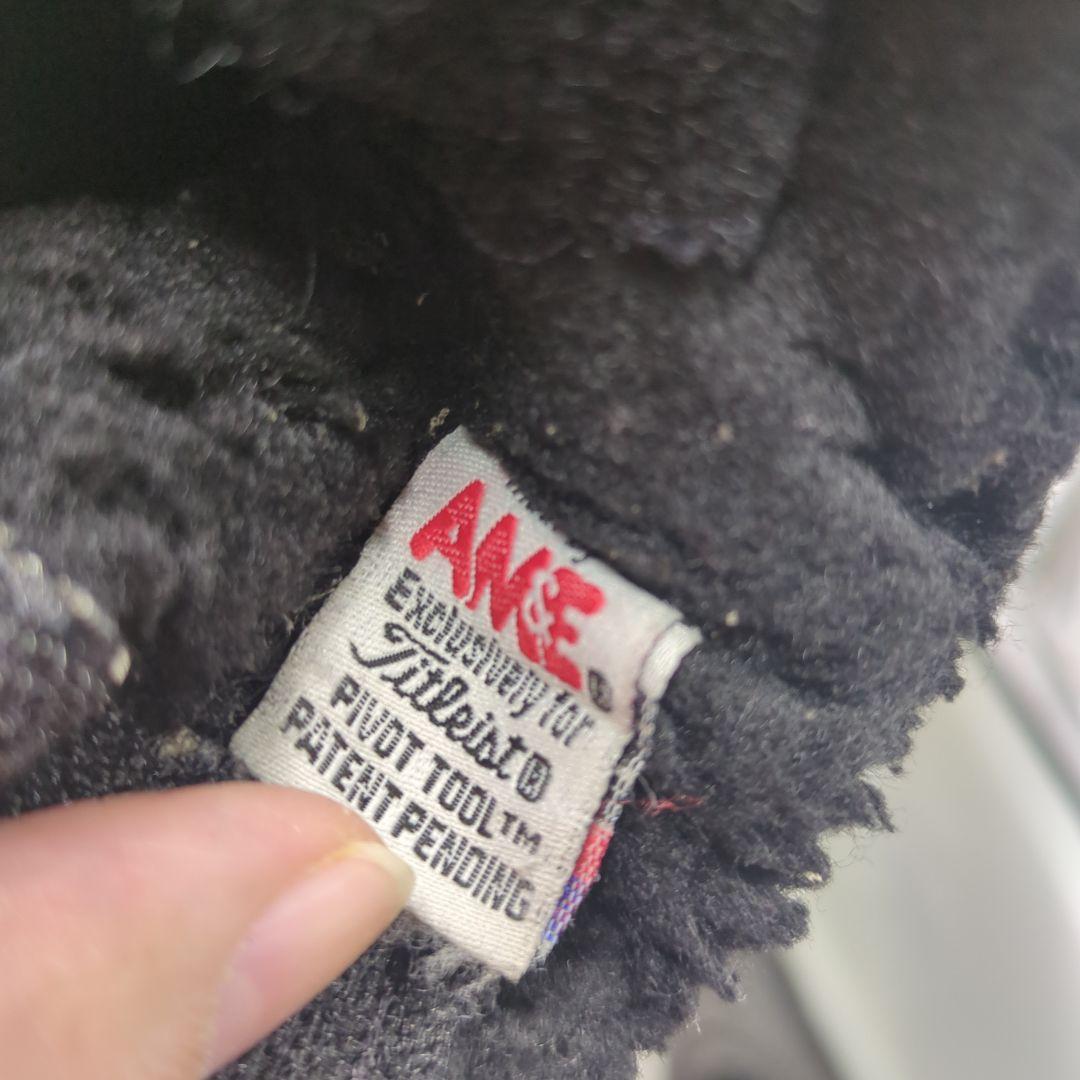 AM&E®
Exclusively for
Titleist®
PIVOT TOOL™
PATENT PENDING